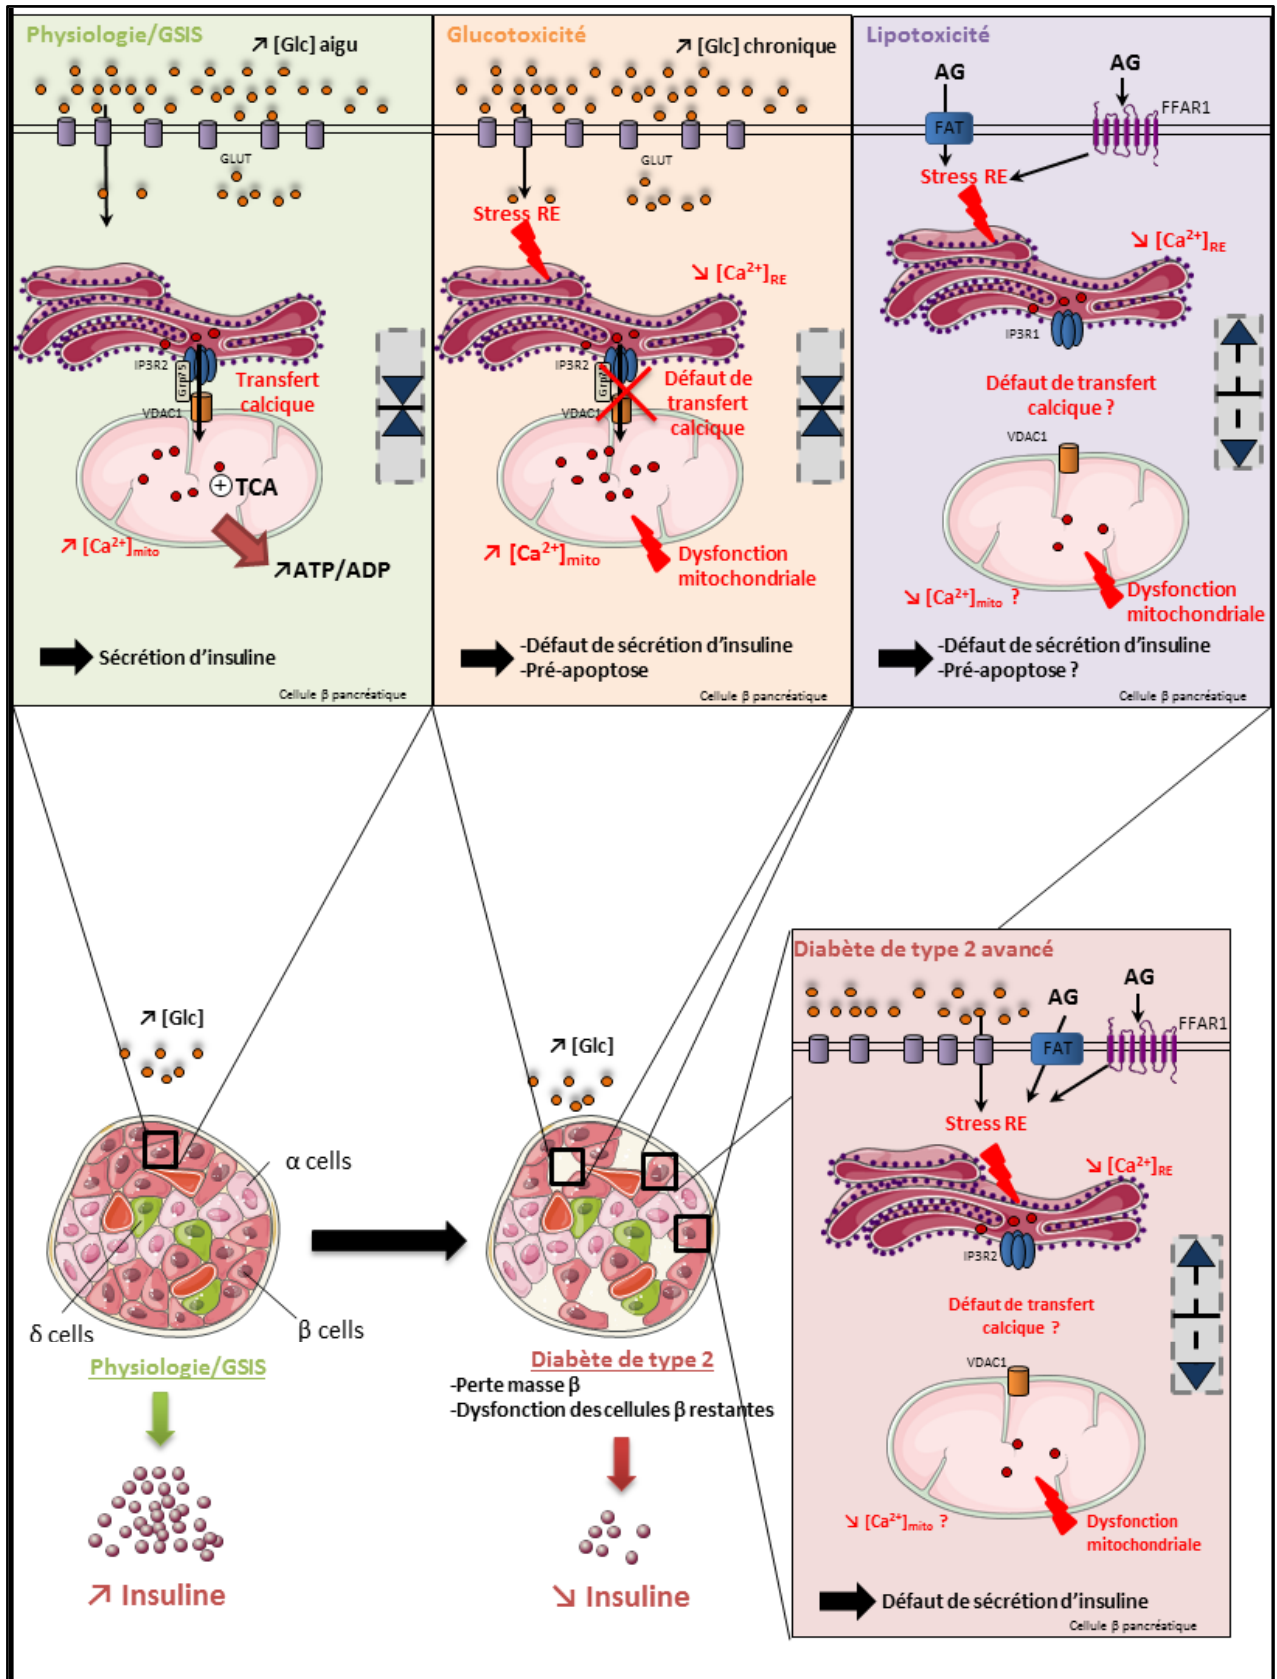 Physiologie/GSIS
↗ [Glc] aigu
GLUT
IP3R2
Grp75
Transfert
calcique
VDAC1
+ TCA
↗ [Ca²⁺]mito
↗ATP/ADP
Sécrétion d'insuline
Cellule β pancréatique
Glucotoxicité
↗ [Glc] chronique
GLUT
Stress RE
↘ [Ca²⁺]RE
IP3R2
Défaut de
transfert
calcique
VDAC1
↗ [Ca²⁺]mito
Dysfonction
mitochondriale
-Défaut de sécrétion d'insuline
-Pré-apoptose
Cellule β pancréatique
Lipotoxicité
AG
AG
FFAR1
FAT
Stress RE
↘ [Ca²⁺]RE
IP3R1
Défaut de transfert
calcique ?
VDAC1
↘ [Ca²⁺]mito ?
Dysfonction
mitochondriale
-Défaut de sécrétion d'insuline
-Pré-apoptose ?
Cellule β pancréatique
↗ [Glc]
α cells
δ cells
β cells
Physiologie/GSIS
↗ Insuline
↗ [Glc]
Diabète de type 2
-Perte masse β
-Dysfonction des cellules β restantes
↘ Insuline
Diabète de type 2 avancé
AG
AG
FFAR1
FAT
Stress RE
↘ [Ca²⁺]RE
IP3R2
Défaut de transfert
calcique ?
VDAC1
↘ [Ca²⁺]mito ?
Dysfonction
mitochondriale
Défaut de sécrétion d'insuline
Cellule β pancréatique